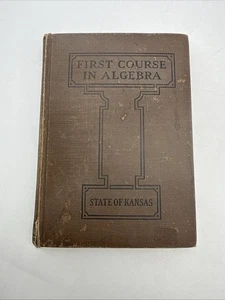 FIRST COURSE
IN ALGEBRA
STATE OF KANSAS